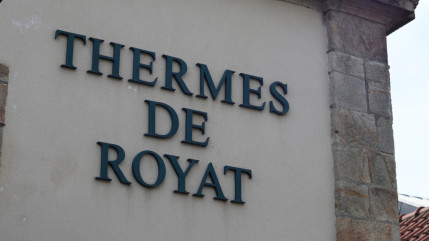 THERMES
DE
ROYAT